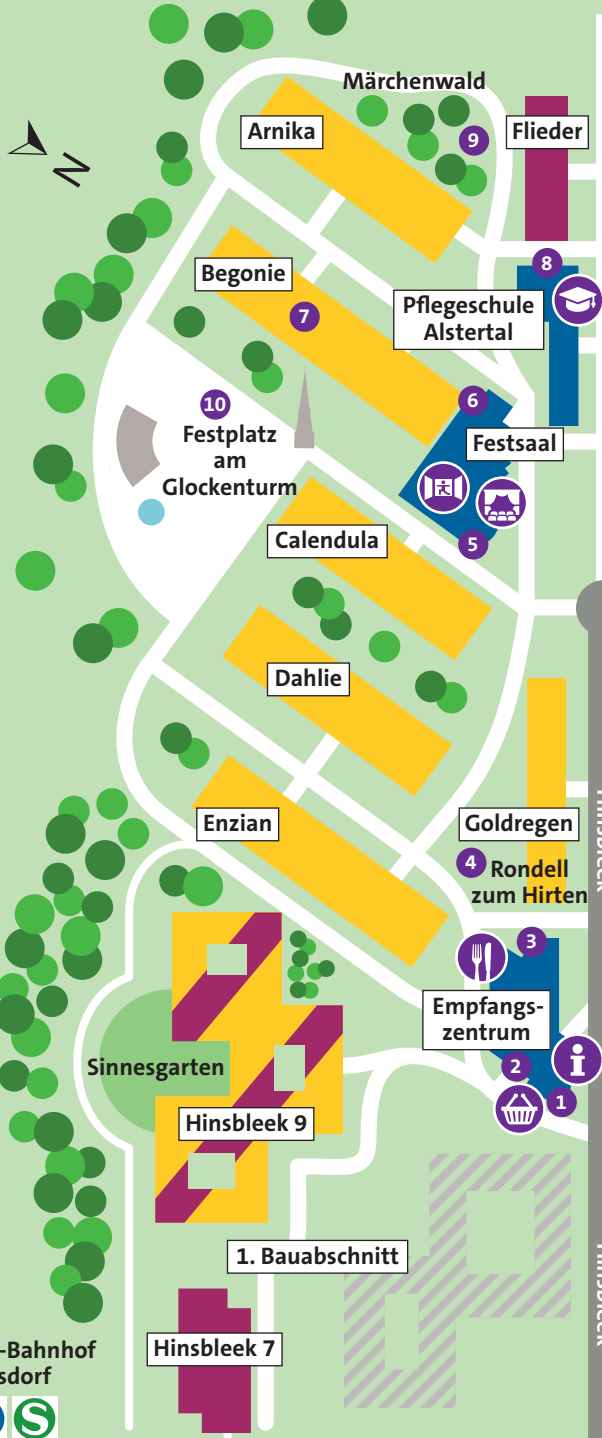 Märchenwald
Arnika
9
Flieder
N
8
Begonie
7
Pflegeschule
Alstertal
10
6
Festplatz
am
Glockenturm
Festsaal
5
Calendula
Dahlie
Hinsbleek
Enzian
Goldregen
4
Rondell
zum Hirten
3
Empfangs-
zentrum
Sinnesgarten
2
i
1
Hinsbleek 9
1. Bauabschnitt
Hinsbleek
Hinsbleek 7
-Bahnhof
sdorf
S